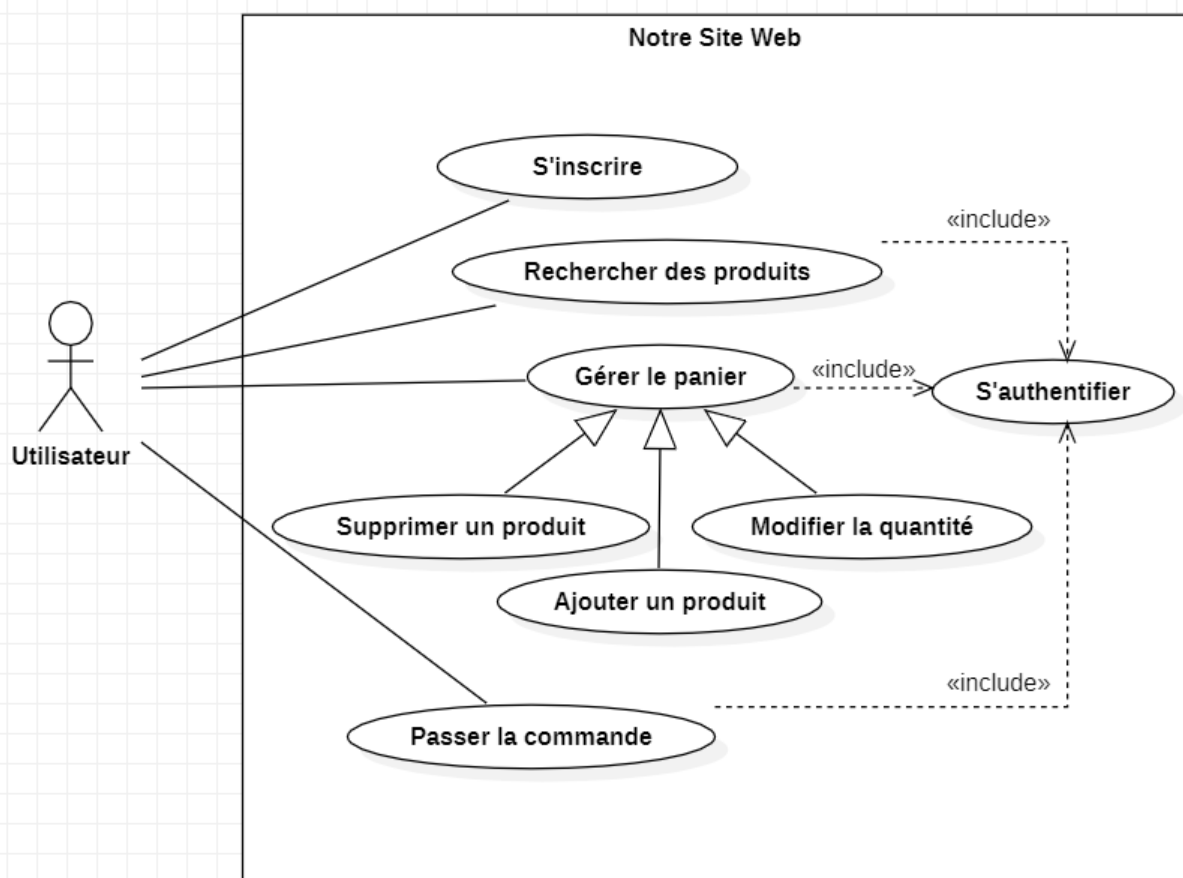 Notre Site Web
S'inscrire
«include»
Rechercher des produits
Gérer le panier
«include»
S'authentifier
Utilisateur
Supprimer un produit
Modifier la quantité
Ajouter un produit
«include»
Passer la commande